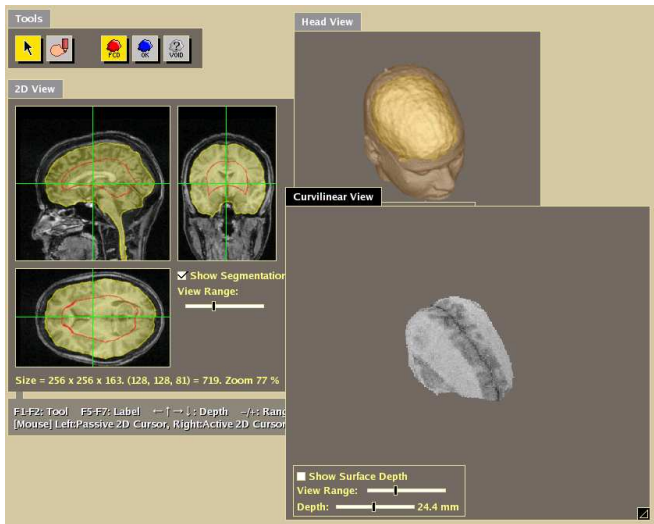 Tools
FCD
OK
VOID
2D View
Show Segmentation
View Range:
Size = 256 x 256 x 163. (128, 128, 81) = 719. Zoom 77 %
F1-F2: Tool F5-F7: Label ←↑→↓: Depth -/+: Rang
[Mouse] Left:Passive 2D Cursor, Right:Active 2D Cursor
Head View
Curvilinear View
Show Surface Depth
View Range:
Depth: 24.4 mm